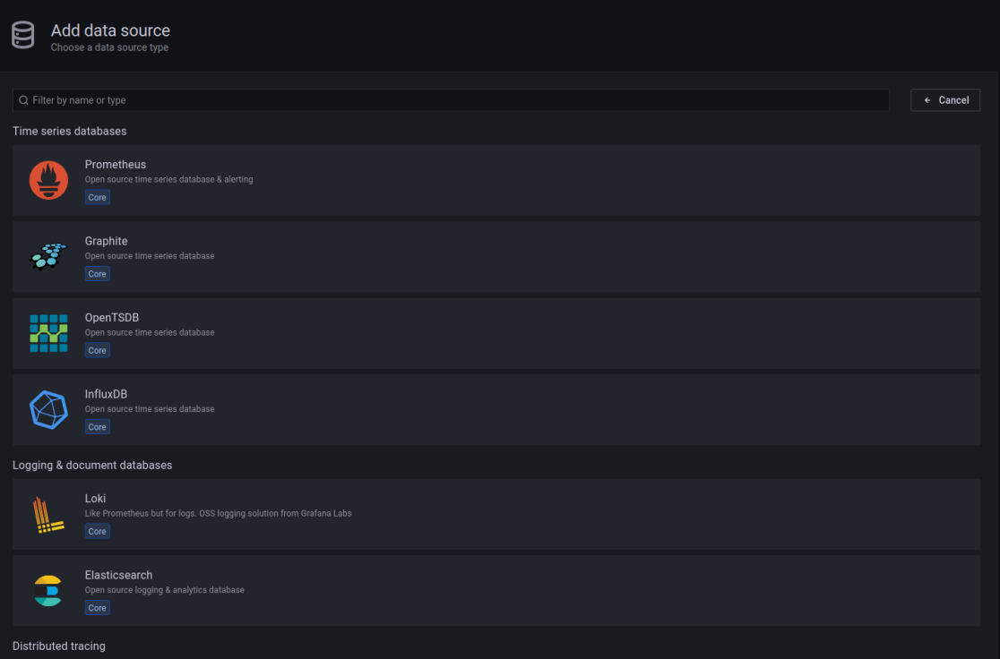 Add data source
Choose a data source type
Filter by name or type
Cancel
Time series databases
Prometheus
Open source time series database & alerting
Core
Graphite
Open source time series database
Core
OpenTSDB
Open source time series database
Core
InfluxDB
Open source time series database
Core
Logging & document databases
Loki
Like Prometheus but for logs. OSS logging solution from Grafana Labs
Core
Elasticsearch
Open source logging & analytics database
Core
Distributed tracing